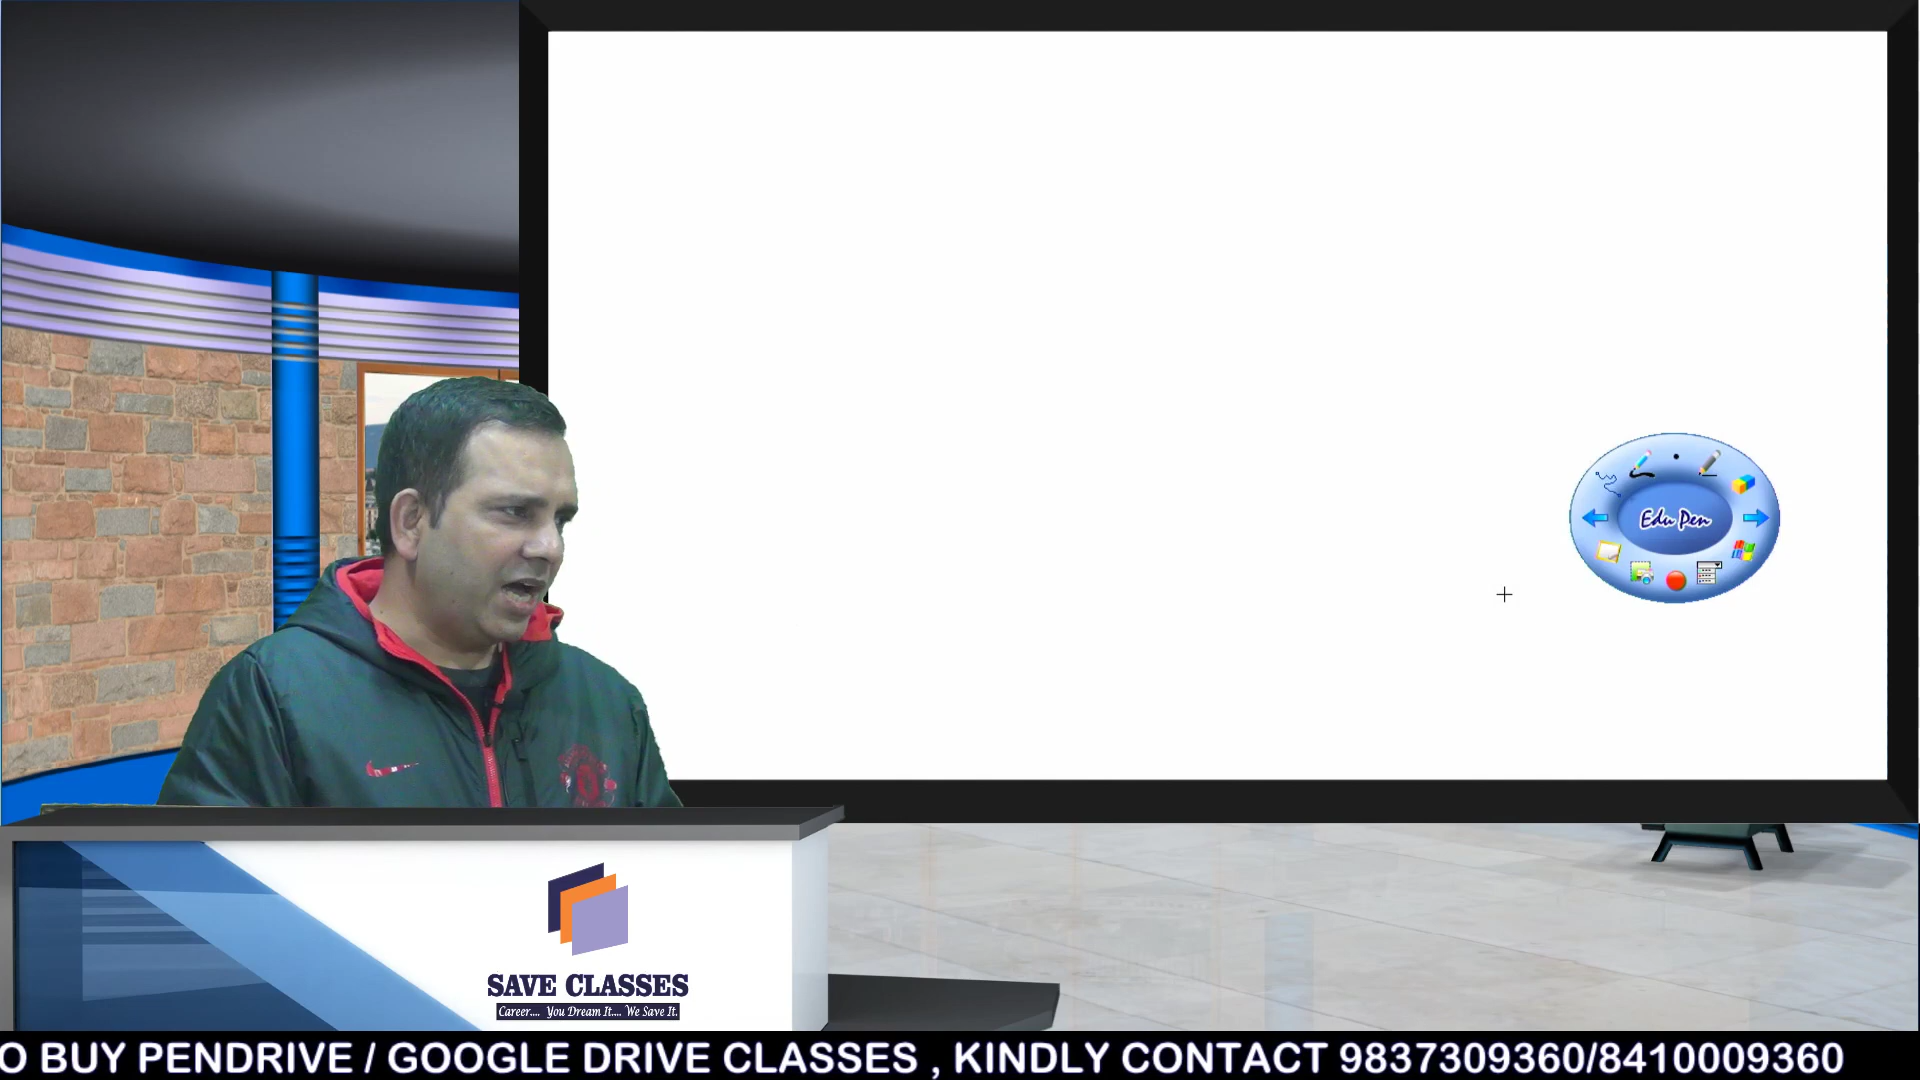 Edu Pen
SAVE CLASSES
Career.... You Dream It.... We Save It.
O BUY PENDRIVE / GOOGLE DRIVE CLASSES , KINDLY CONTACT 9837309360/8410009360